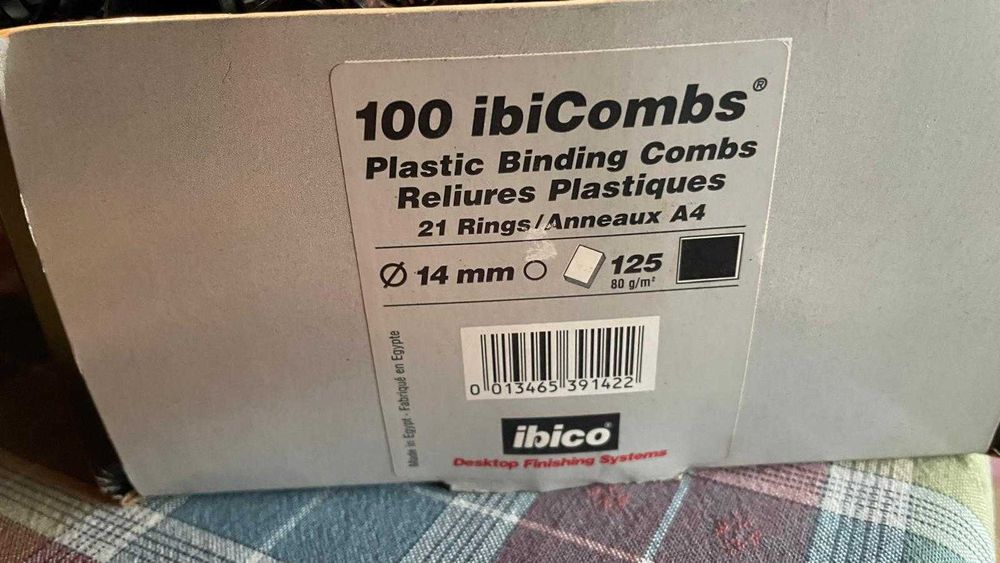 100 ibiCombs®
Plastic Binding Combs
Reliures Plastiques
21 Rings/Anneaux A4
Ø 14 mm 125
80 g/m²
Made in Egypt - Fabriqué en Egypte
0 013465 391422
ibico®
Desktop Finishing Systems